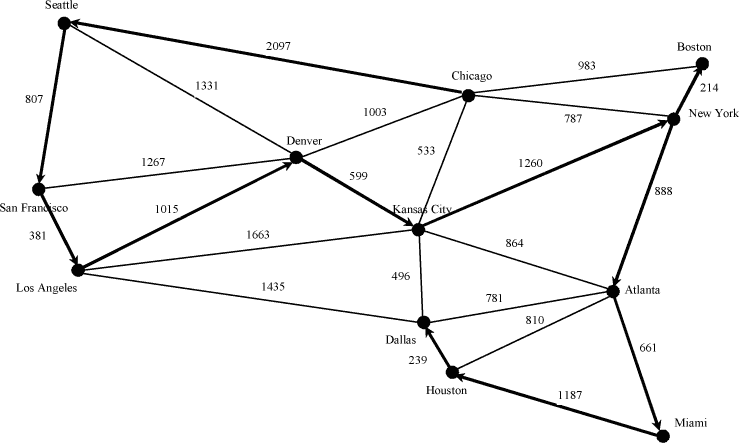 Seattle
2097
Boston
983
Chicago
214
807
1331
1003
787
New York
Denver
533
1267
1260
599
888
San Francisco
1015
Kansas City
381
1663
864
Los Angeles
1435
496
781
Atlanta
810
Dallas
661
239
Houston
1187
Miami